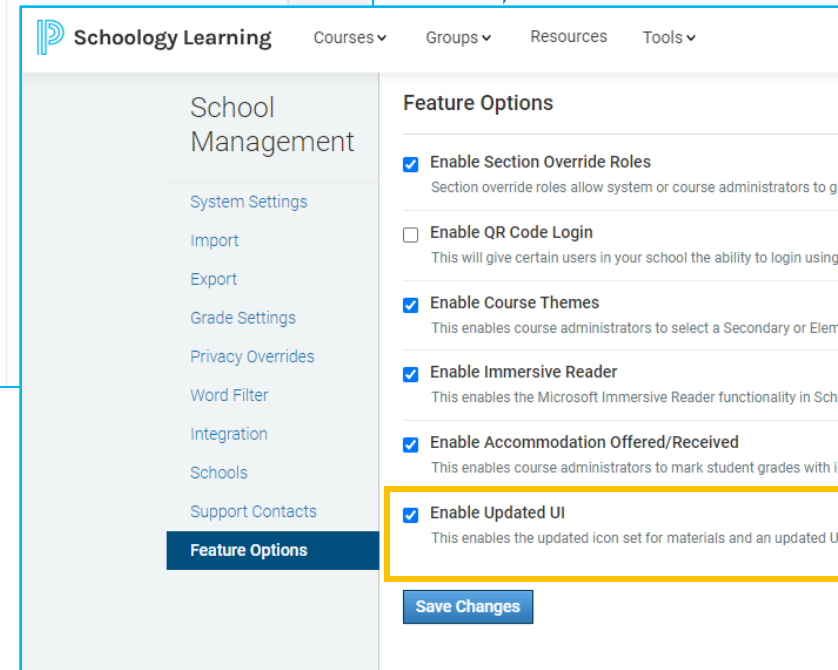 Schoology Learning Courses Groups Resources Tools
School
Management
System Settings
Import
Export
Grade Settings
Privacy Overrides
Word Filter
Integration
Schools
Support Contacts
Feature Options
Feature Options
Enable Section Override Roles
Section override roles allow system or course administrators to g
Enable QR Code Login
This will give certain users in your school the ability to login using
Enable Course Themes
This enables course administrators to select a Secondary or Elem
Enable Immersive Reader
This enables the Microsoft Immersive Reader functionality in Sch
Enable Accommodation Offered/Received
This enables course administrators to mark student grades with i
Enable Updated UI
This enables the updated icon set for materials and an updated U
Save Changes